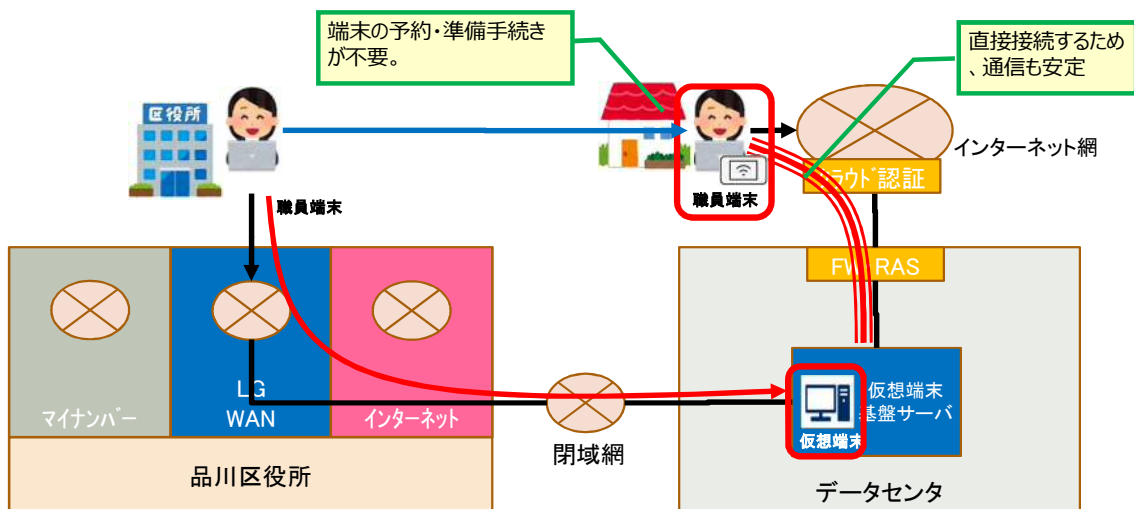 端末の予約・準備手続き
が不要。
直接接続するため
、通信も安定
区役所
インターネット網
ラウド認証
職員端末
職員端末
FW RAS
LG
WAN
マイナンバー
インターネット
仮想端末
基盤サーバ
仮想端末
閉域網
品川区役所
データセンタ